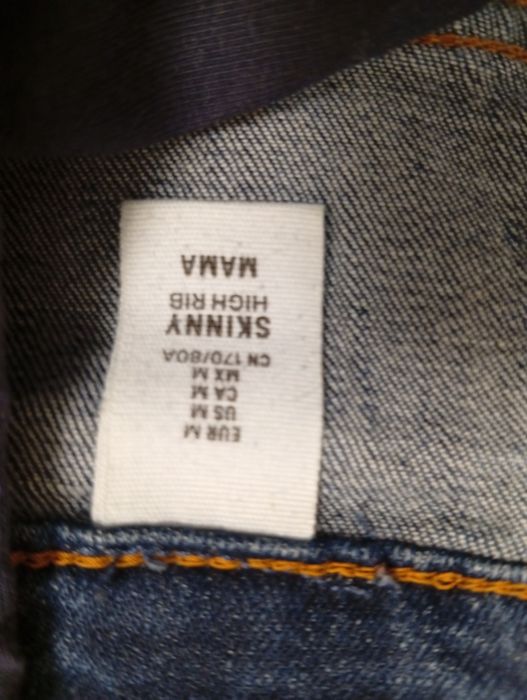 EUR M
US M
CA M
MX M
CN 170/80A
SKINNY
HIGH RIB
MAMA